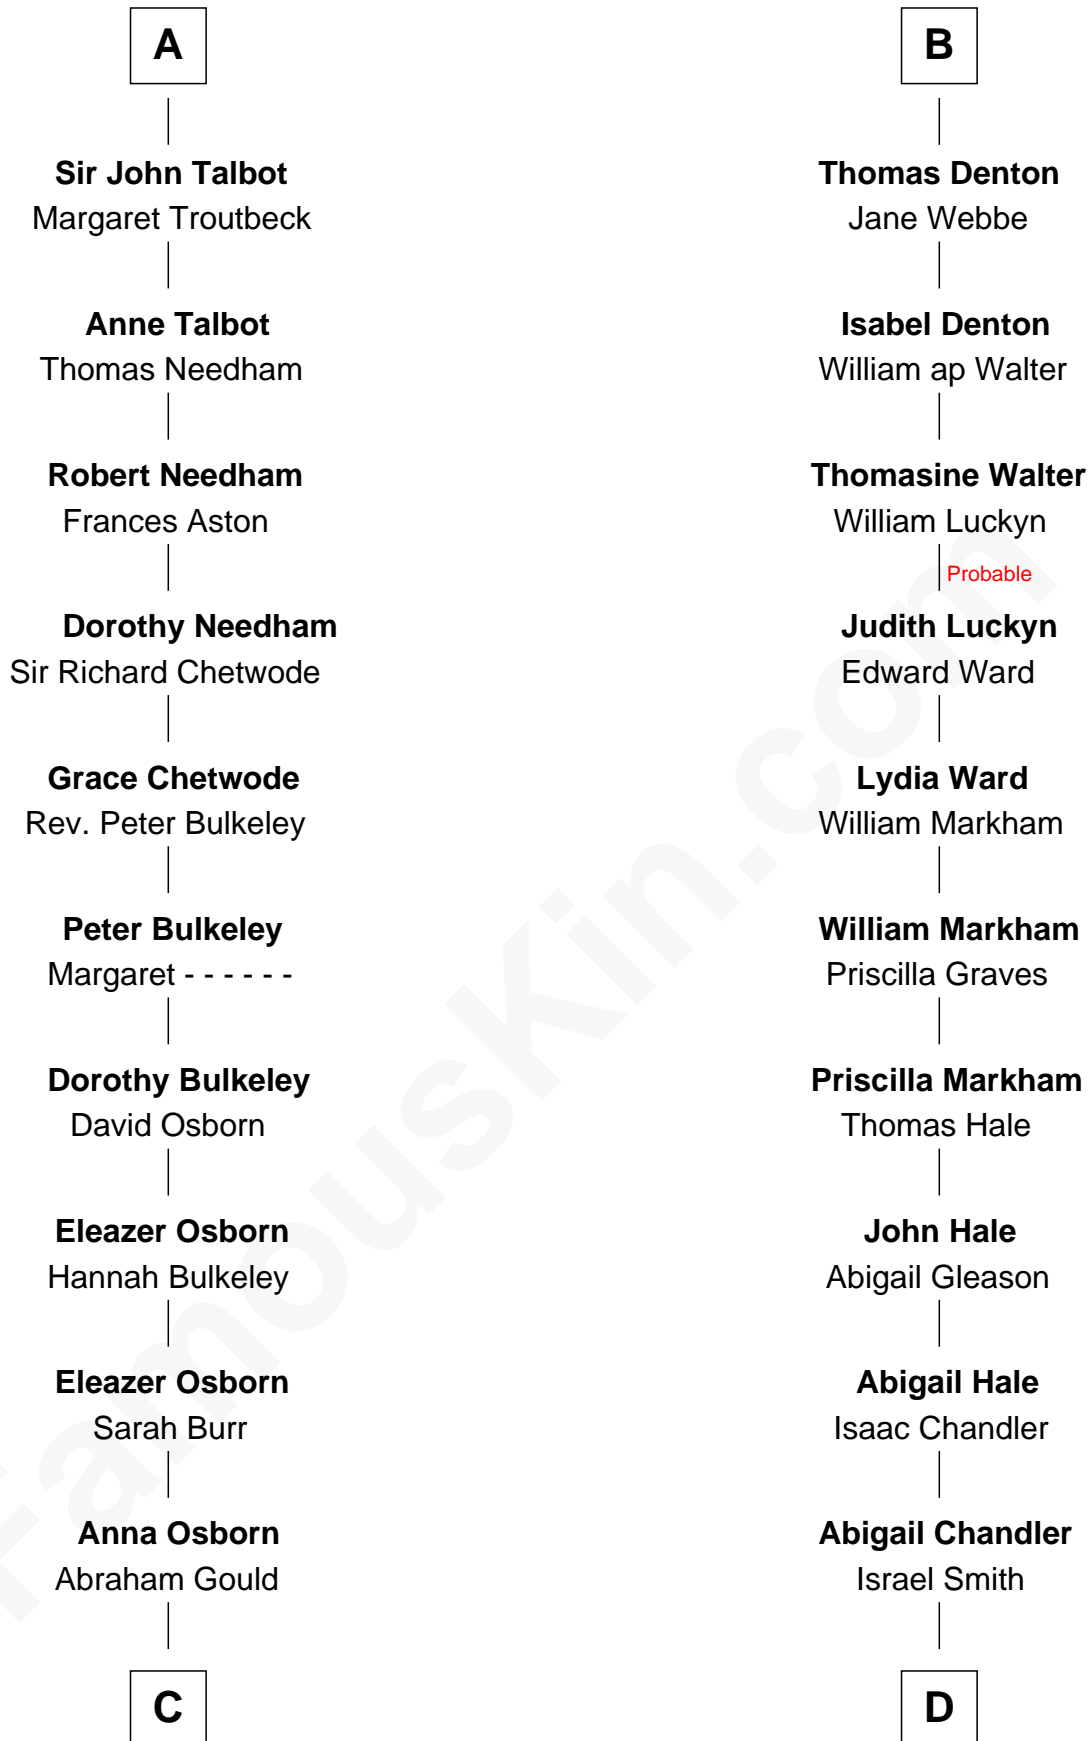 A
Sir John Talbot
Margaret Troutbeck
Anne Talbot
Thomas Needham
Robert Needham
Frances Aston
Dorothy Needham
Sir Richard Chetwode
Grace Chetwode
Rev. Peter Bulkeley
Peter Bulkeley
Margaret - - - - - -
Dorothy Bulkeley
David Osborn
Eleazer Osborn
Hannah Bulkeley
Eleazer Osborn
Sarah Burr
Anna Osborn
Abraham Gould
C
B
Thomas Denton
Jane Webbe
Isabel Denton
William ap Walter
Thomasine Walter
William Luckyn
Probable
Judith Luckyn
Edward Ward
Lydia Ward
William Markham
William Markham
Priscilla Graves
Priscilla Markham
Thomas Hale
John Hale
Abigail Gleason
Abigail Hale
Isaac Chandler
Abigail Chandler
Israel Smith
D
FamousKin.com